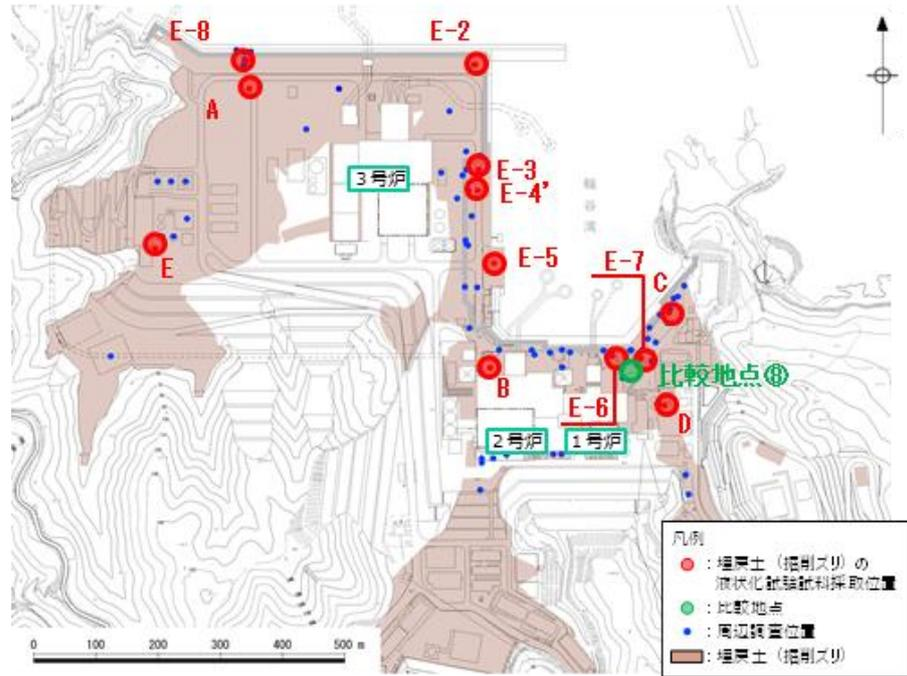 E-8
E-2
A
E-3
3号炉
E-4'
輪谷湾
E-5
E-7
E
C
B
比較地点⑧
E-6
D
2号炉
1号炉
凡例
：埋戻土（掘削ズリ）の
液状化試験試料採取位置
：比較地点
：周辺調査位置
：埋戻土（掘削ズリ）
0 100 200 300 400 500 m